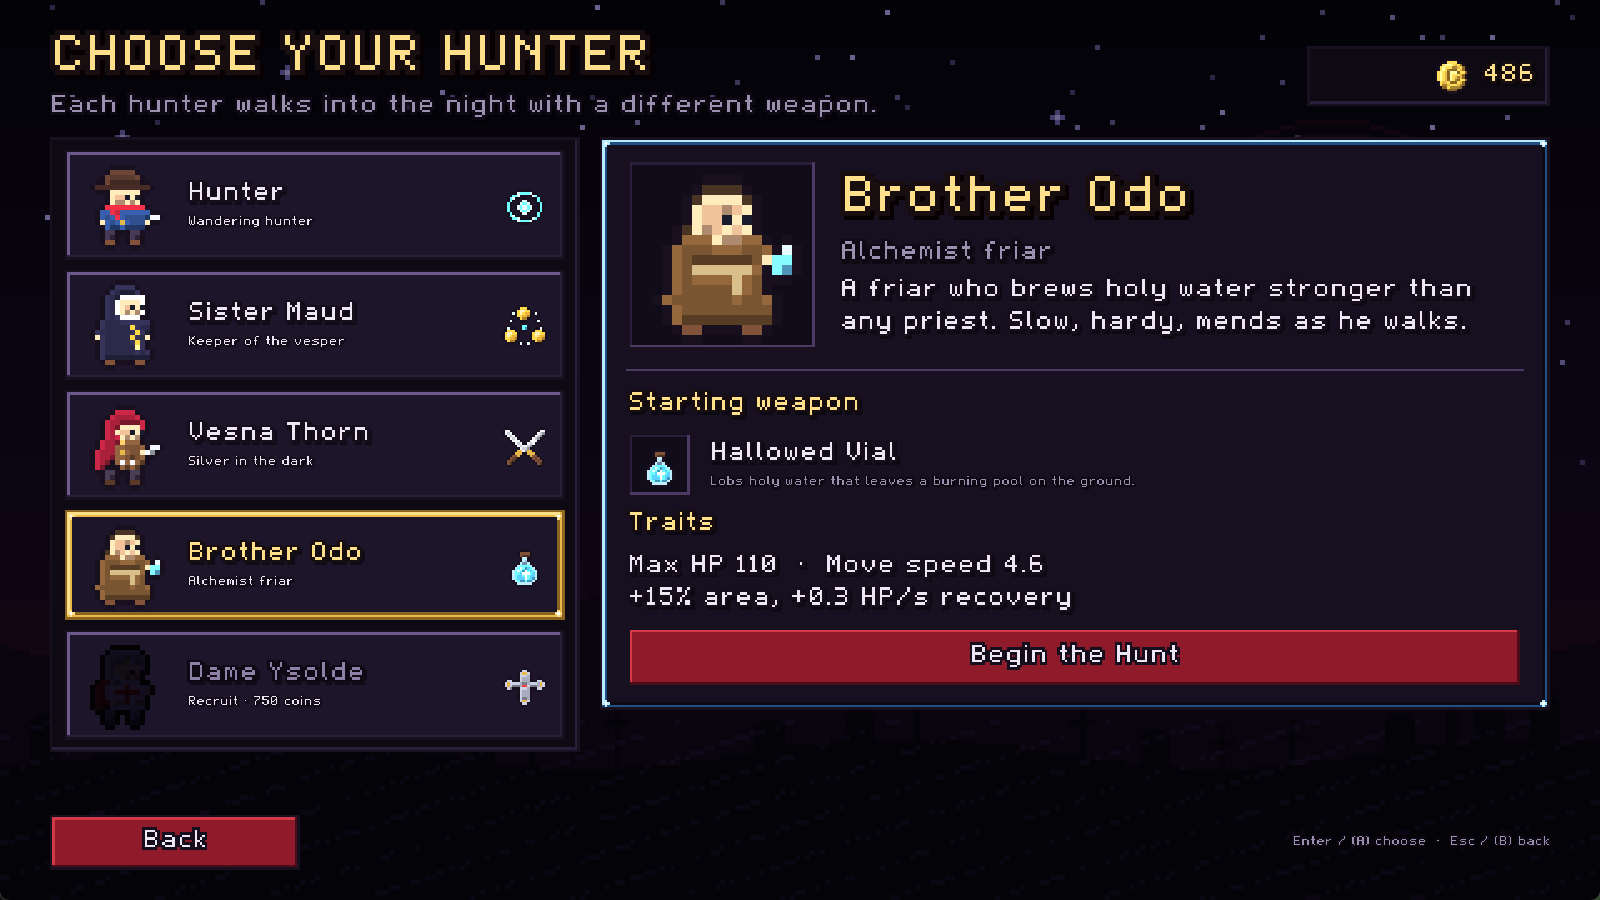 CHOOSE YOUR HUNTER
Each hunter walks into the night with a different weapon.
486
Hunter
Wandering hunter
Sister Maud
Keeper of the vesper
Vesna Thorn
Silver in the dark
Brother Odo
Alchemist friar
Dame Ysolde
Recruit · 750 coins
Brother Odo
Alchemist friar
A friar who brews holy water stronger than
any priest. Slow, hardy, mends as he walks.
Starting weapon
Hallowed Vial
Lobs holy water that leaves a burning pool on the ground.
Traits
Max HP 110 · Move speed 4.6
+15% area, +0.3 HP/s recovery
Begin the Hunt
Back
Enter / (A) choose · Esc / (B) back